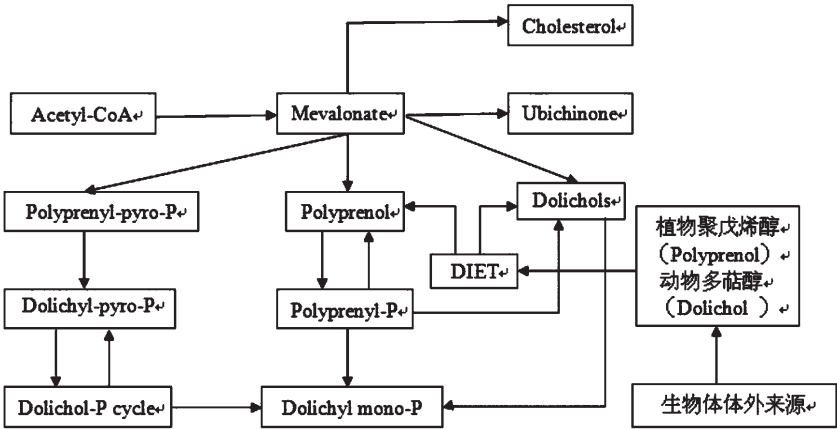 Cholesterol↵
Acetyl-CoA↵
Mevalonate↵
Ubichinone↵
Polyprenyl-pyro-P↵
Polyprenol↵
Dolichols↵
植物聚戊烯醇↵
（Polyprenol）↵
动物多萜醇↵
（Dolichol ）↵
DIET↵
Dolichyl-pyro-P↵
Polyprenyl-P↵
Dolichol-P cycle↵
Dolichyl mono-P↵
生物体体外来源↵